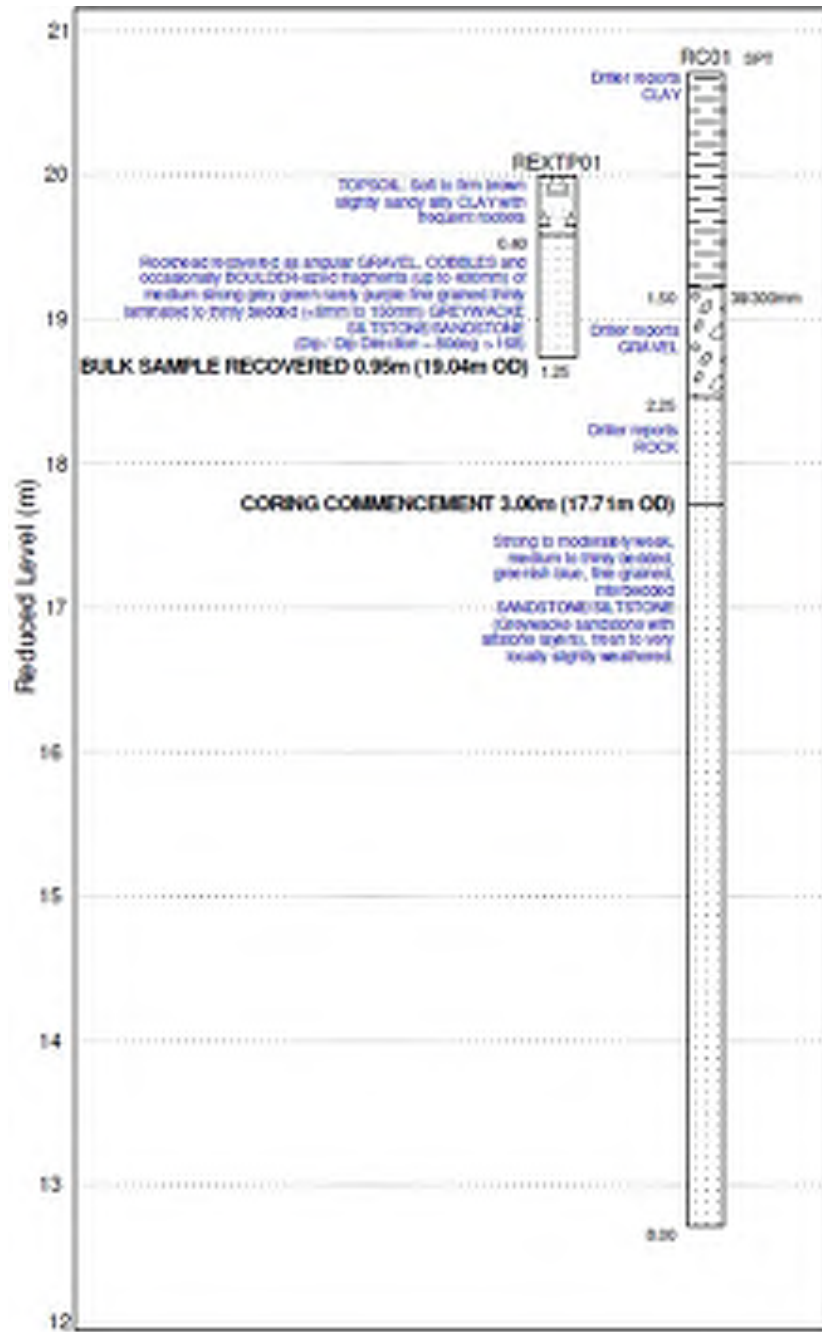 21
RC01 SPT
Driller reports
CLAY
20
REXTP01
TOPSOIL: Soft to firm brown
slightly sandy silty CLAY with
frequent rootlets
Rockhead recovered as angular GRAVEL, COBBLES and
occasionally BOULDER-sized fragments (up to 400mm) of
medium strong grey green rarely purple fine grained thinly
laminated to thinly bedded GREYWACKE
SILTSTONE/SANDSTONE
(Dip / Dip Direction
BULK SAMPLE RECOVERED 0.95m (19.04m OD)
1.25
1.50
19
Driller reports
GRAVEL
2.25
Driller reports
ROCK
18
CORING COMMENCEMENT 3.00m (17.71m OD)
Strong to moderately weak,
medium to thinly bedded,
greenish blue, fine grained,
interbedded
SANDSTONE/SILTSTONE
(Greywacke sandstone with
siltstone layers), fresh to very
locally slightly weathered.
Reduced Level (m)
17
16
15
14
13
8.00
12